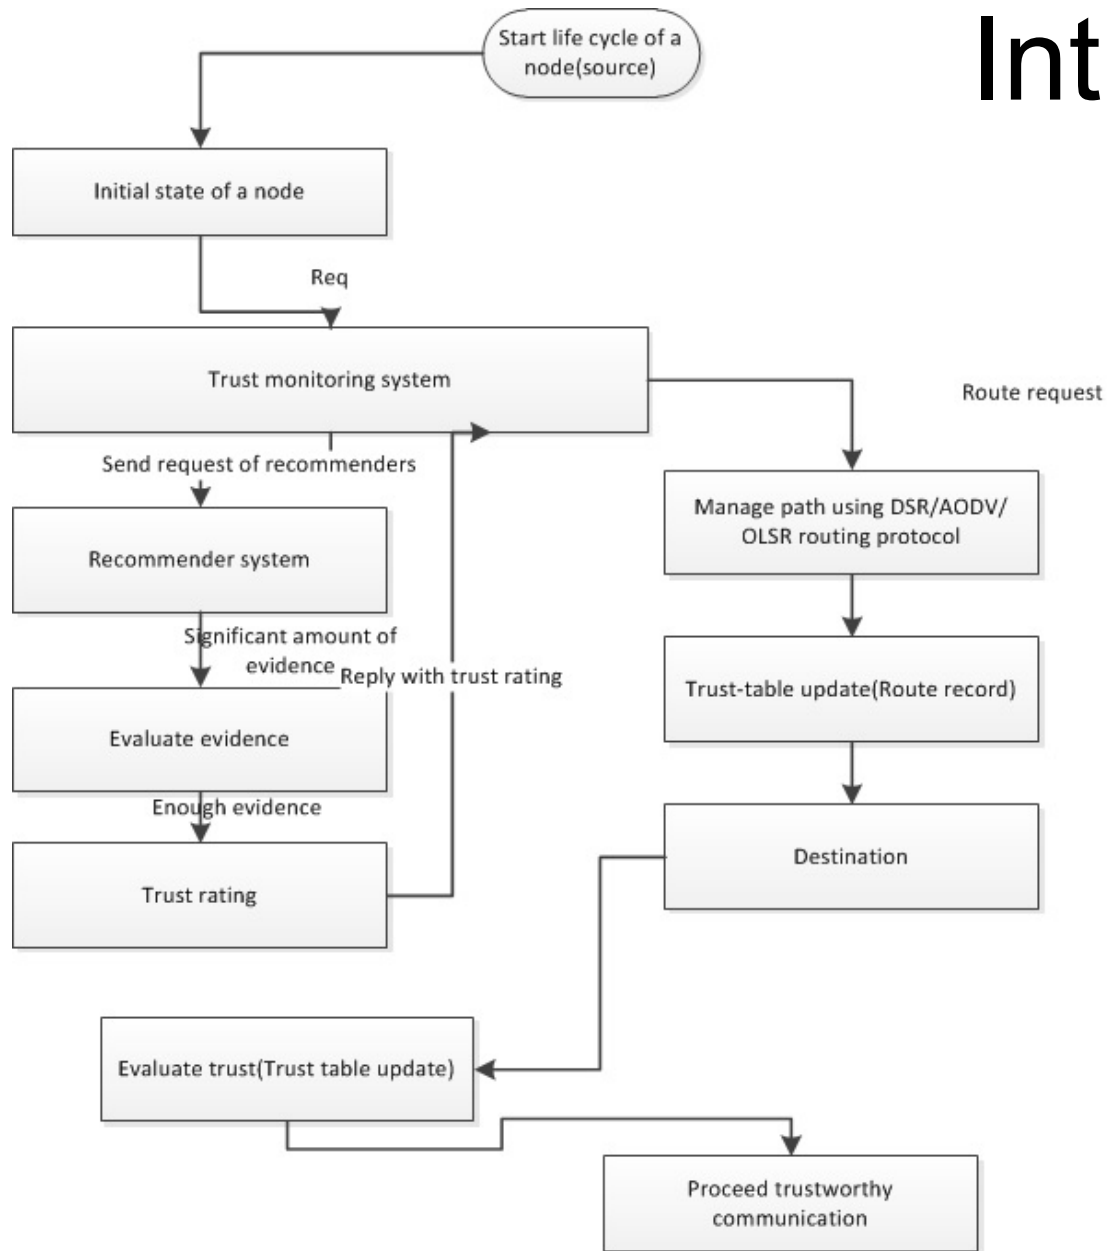 Start life cycle of a
node(source)
Int
Initial state of a node
Req
Trust monitoring system
Route request
Send request of recommenders
Manage path using DSR/AODV/
OLSR routing protocol
Recommender system
Significant amount of
evidence
Reply with trust rating
Trust-table update(Route record)
Evaluate evidence
Enough evidence
Destination
Trust rating
Evaluate trust(Trust table update)
Proceed trustworthy
communication